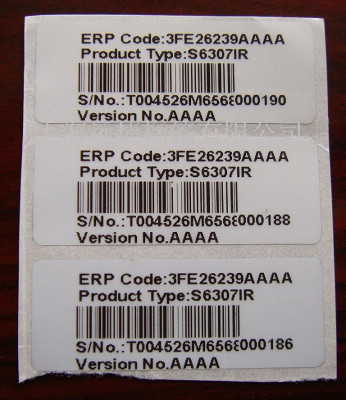 ERP Code:3FE26239AAAA
Product Type:S6307IR
S/No.:T004526M6568000190
Version No.AAAA
ERP Code:3FE26239AAAA
Product Type:S6307IR
S/No.:T004526M6568000188
Version No.AAAA
ERP Code:3FE26239AAAA
Product Type:S6307IR
S/No.:T004526M6568000186
Version No.AAAA